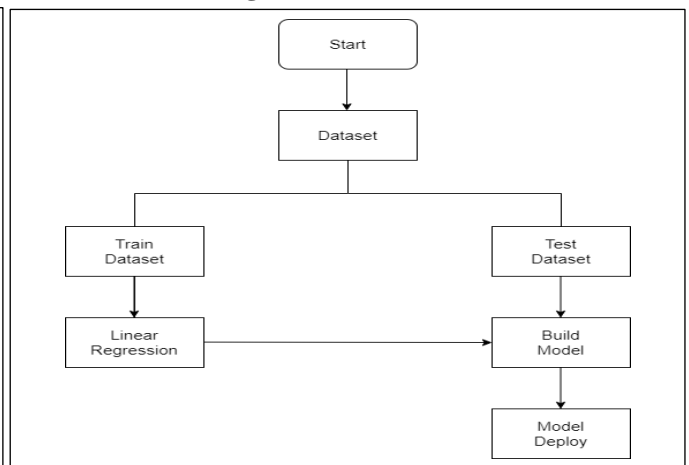 Start
Dataset
Train
Dataset
Test
Dataset
Linear
Regression
Build
Model
Model
Deploy